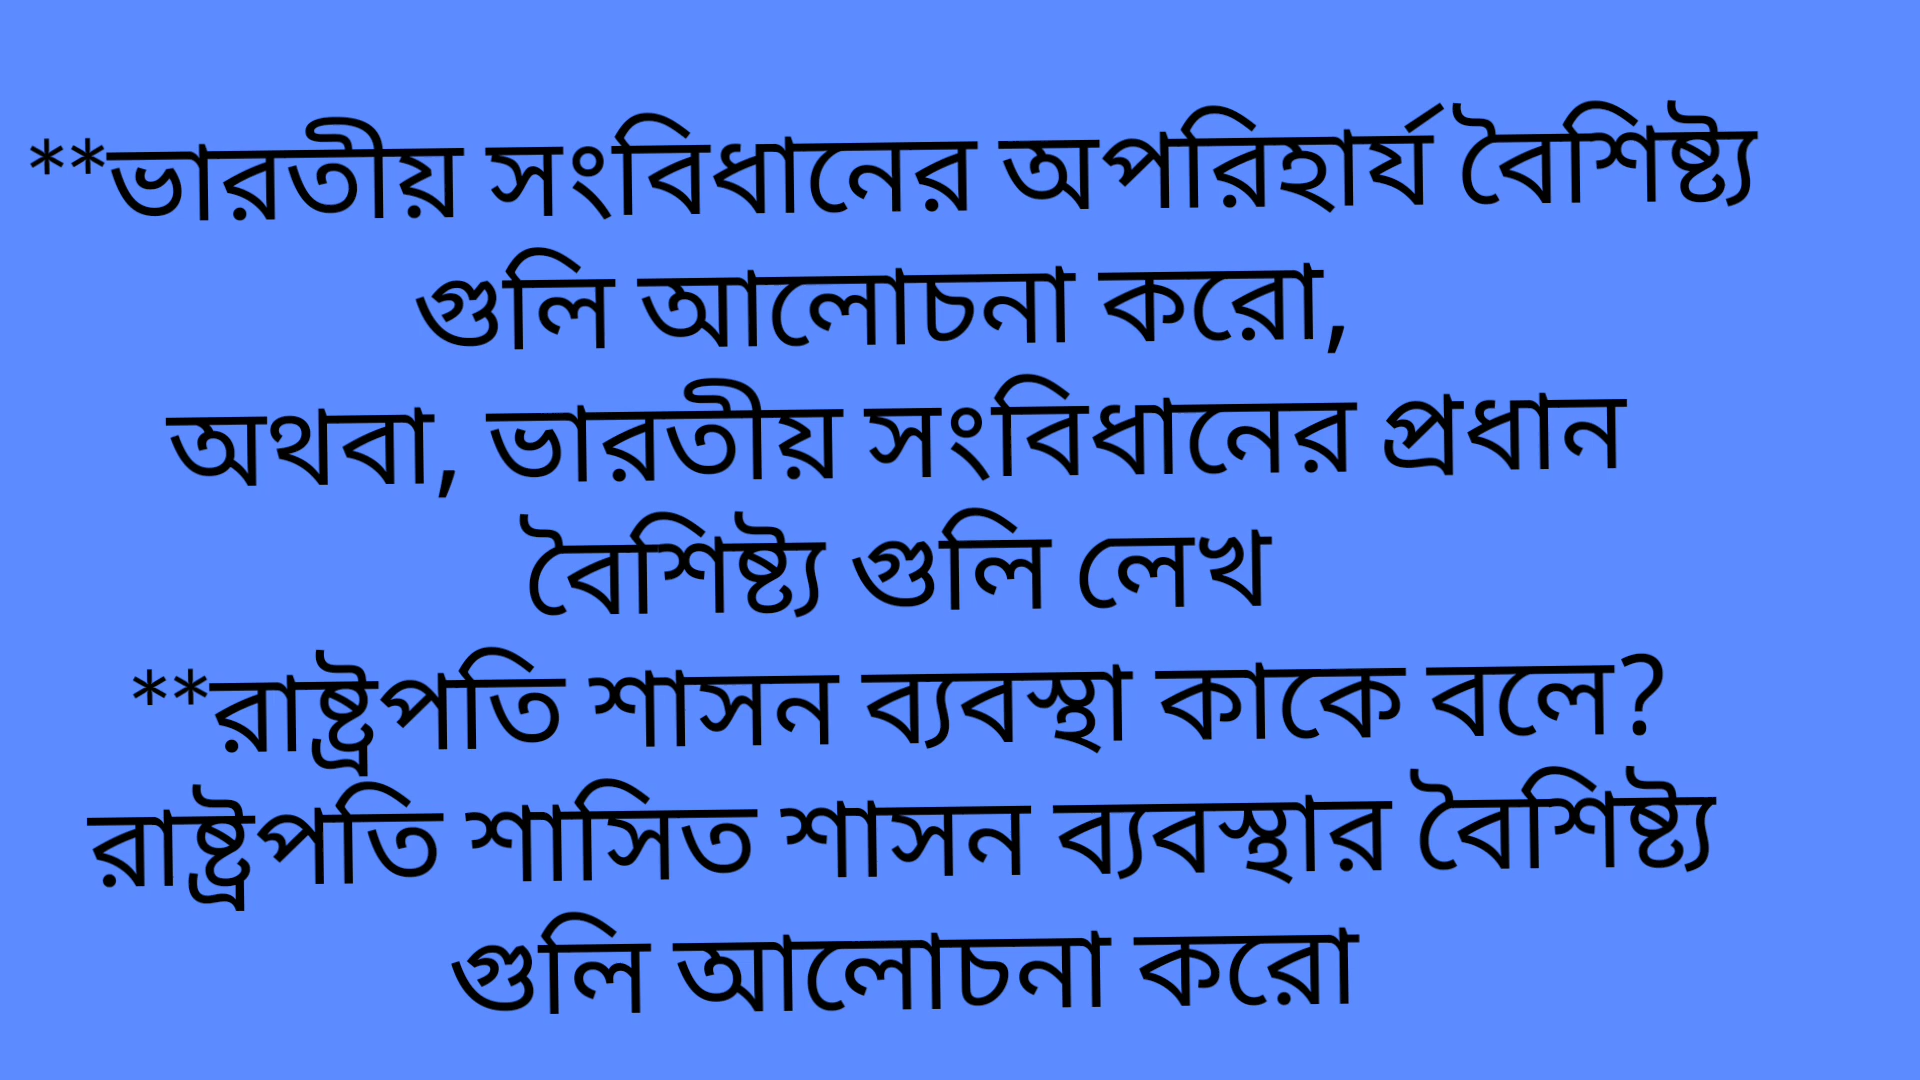 **ভারতীয় সংবিধানের অপরিহার্য বৈশিষ্ট্য
গুলি আলোচনা করো,
অথবা, ভারতীয় সংবিধানের প্রধান
বৈশিষ্ট্য গুলি লেখ
**রাষ্ট্রপতি শাসন ব্যবস্থা কাকে বলে?
রাষ্ট্রপতি শাসিত শাসন ব্যবস্থার বৈশিষ্ট্য
গুলি আলোচনা করো